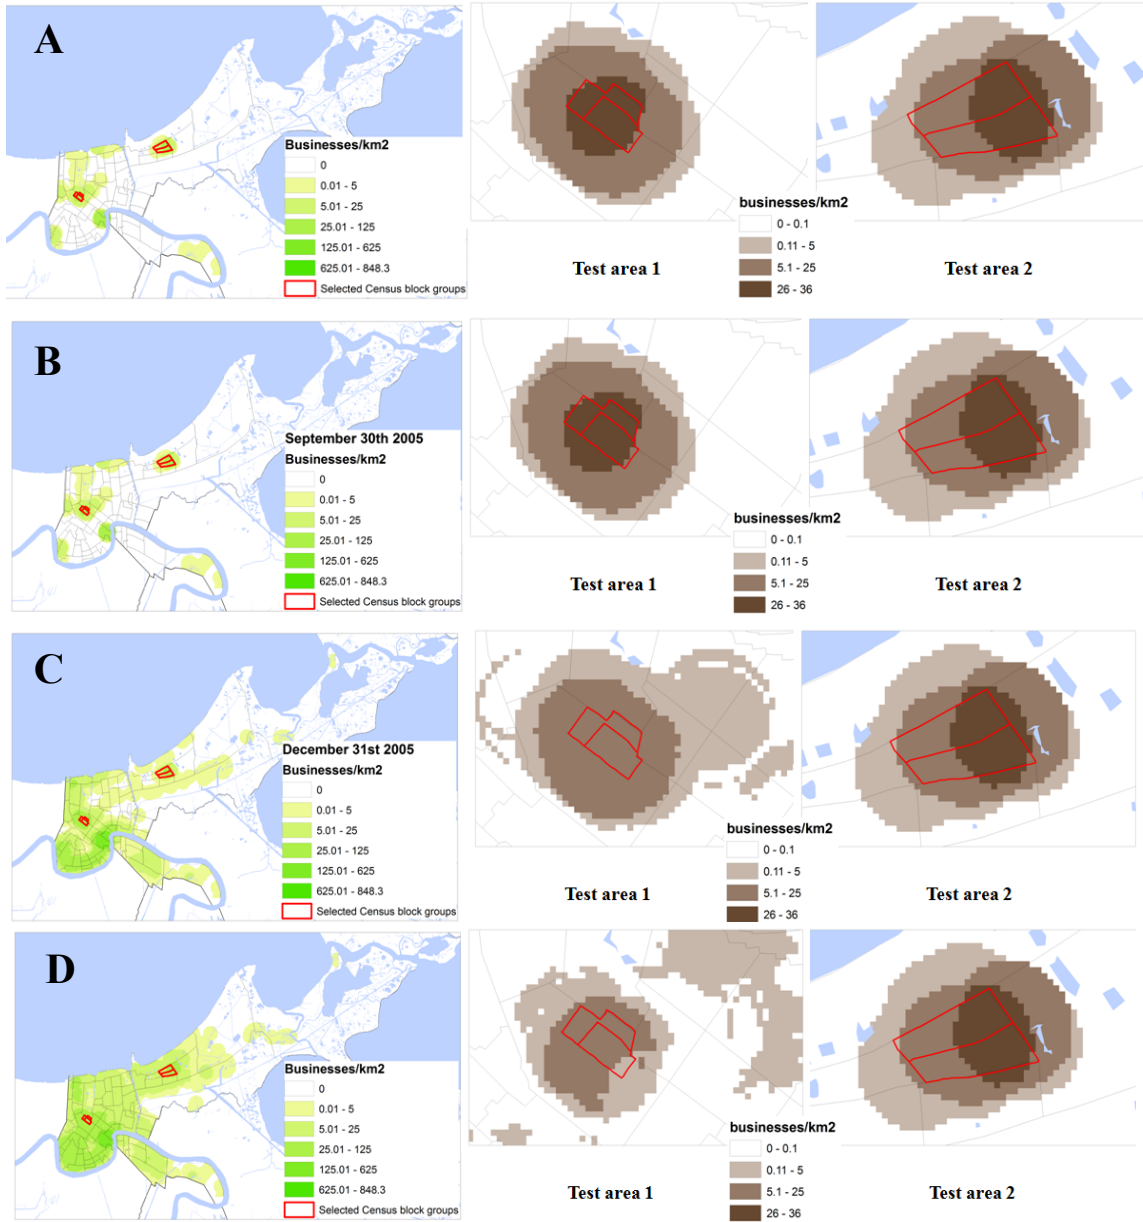 A
Businesses/km2
0
0.01 - 5
5.01 - 25
25.01 - 125
125.01 - 625
625.01 - 848.3
Selected Census block groups
Test area 1
businesses/km2
0 - 0.1
0.11 - 5
5.1 - 25
26 - 36
Test area 2
B
September 30th 2005
Businesses/km2
0
0.01 - 5
5.01 - 25
25.01 - 125
125.01 - 625
625.01 - 848.3
Selected Census block groups
Test area 1
businesses/km2
0 - 0.1
0.11 - 5
5.1 - 25
26 - 36
Test area 2
C
December 31st 2005
Businesses/km2
0
0.01 - 5
5.01 - 25
25.01 - 125
125.01 - 625
625.01 - 848.3
Selected Census block groups
Test area 1
businesses/km2
0 - 0.1
0.11 - 5
5.1 - 25
26 - 36
Test area 2
D
Businesses/km2
0
0.01 - 5
5.01 - 25
25.01 - 125
125.01 - 625
625.01 - 848.3
Selected Census block groups
Test area 1
businesses/km2
0 - 0.1
0.11 - 5
5.1 - 25
26 - 36
Test area 2